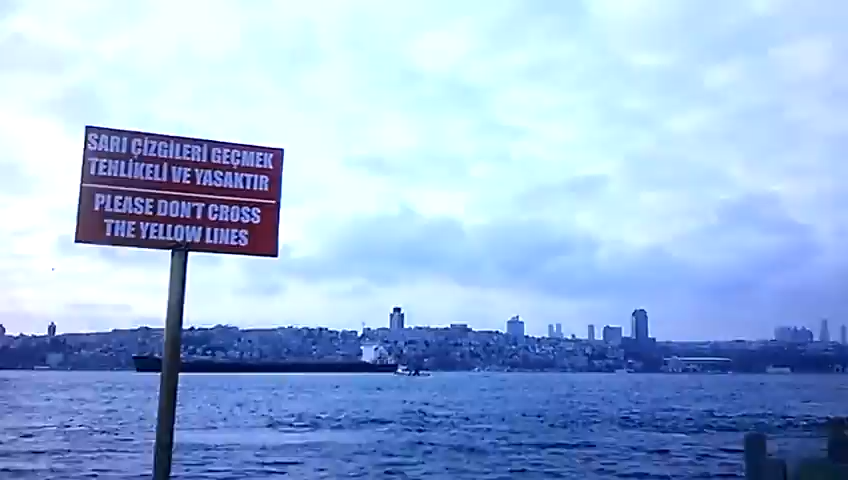 SARI ÇİZGİLERİ GEÇMEK
TEHLİKELİ VE YASAKTIR
PLEASE DON'T CROSS
THE YELLOW LINES